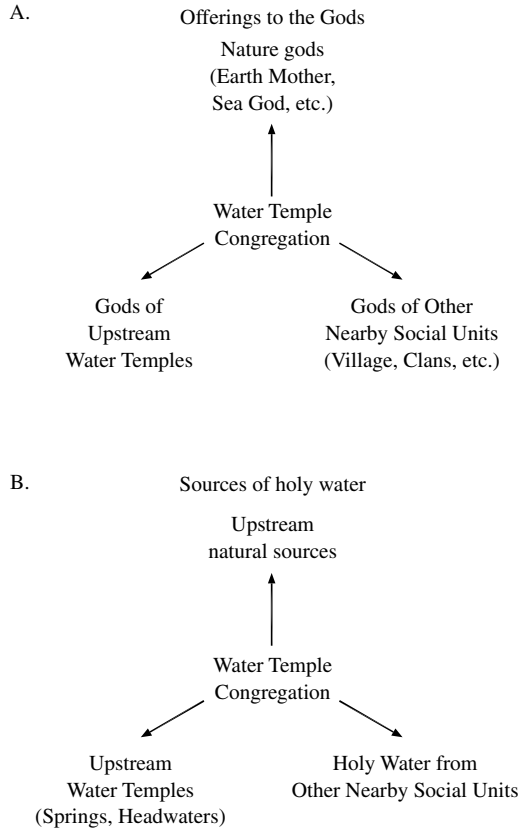 A.
Offerings to the Gods
Nature gods
(Earth Mother,
Sea God, etc.)
Water Temple
Congregation
Gods of
Upstream
Water Temples
Gods of Other
Nearby Social Units
(Village, Clans, etc.)
B.
Sources of holy water
Upstream
natural sources
Water Temple
Congregation
Upstream
Water Temples
(Springs, Headwaters)
Holy Water from
Other Nearby Social Units